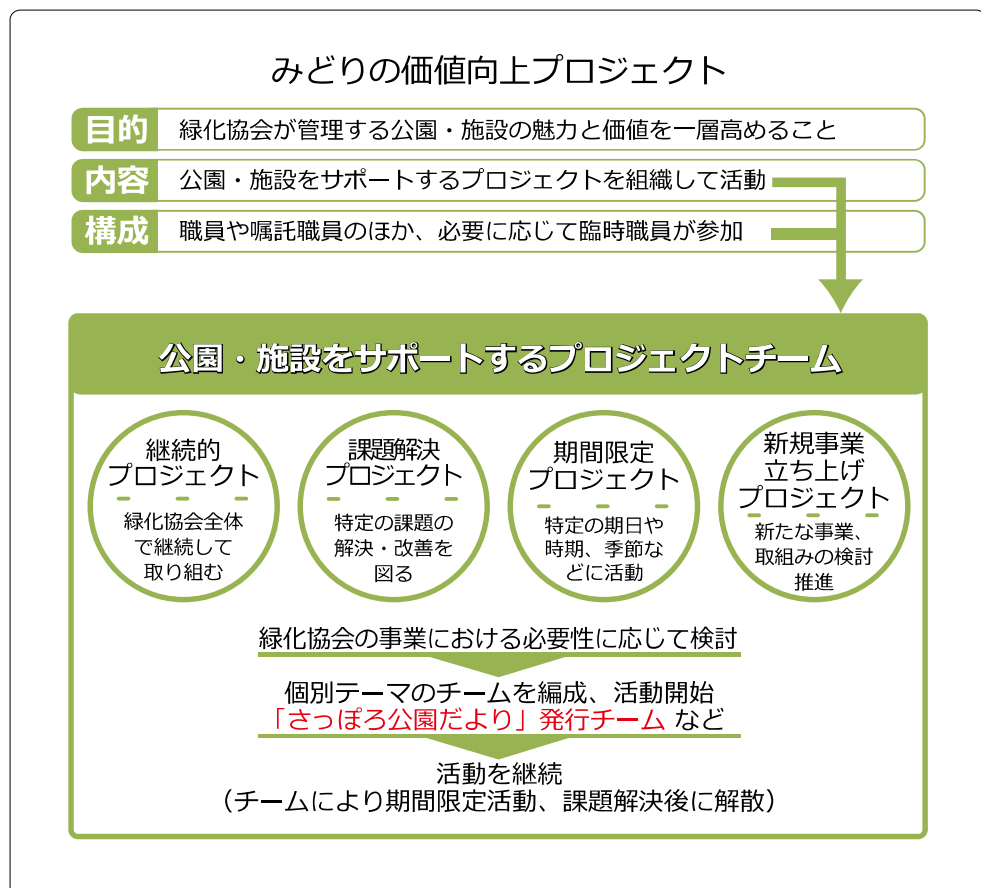 みどりの価値向上プロジェクト
目的
緑化協会が管理する公園・施設の魅力と価値を一層高めること
内容
公園・施設をサポートするプロジェクトを組織して活動
構成
職員や嘱託職員のほか、必要に応じて臨時職員が参加
公園・施設をサポートするプロジェクトチーム
継続的
プロジェクト
緑化協会全体
で継続して
取り組む
課題解決
プロジェクト
特定の課題の
解決・改善を
図る
期間限定
プロジェクト
特定の期日や
時期、季節な
どに活動
新規事業
立ち上げ
プロジェクト
新たな事業、
取組みの検討
推進
緑化協会の事業における必要性に応じて検討
個別テーマのチームを編成、活動開始
「さっぽろ公園だより」発行チーム など
活動を継続
(チームにより期間限定活動、課題解決後に解散)